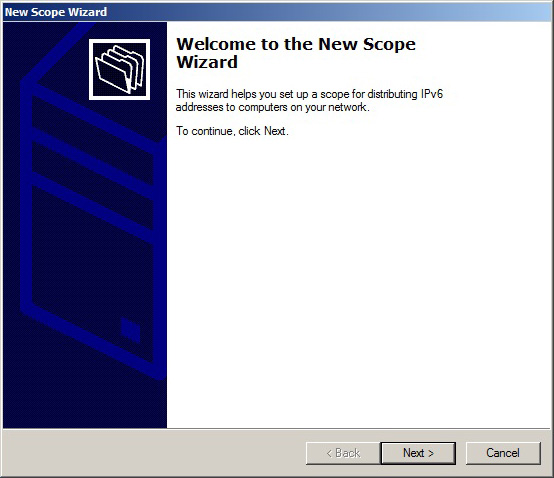 New Scope Wizard
Welcome to the New Scope
Wizard
This wizard helps you set up a scope for distributing IPv6
addresses to computers on your network.
To continue, click Next.
< Back
Next >
Cancel